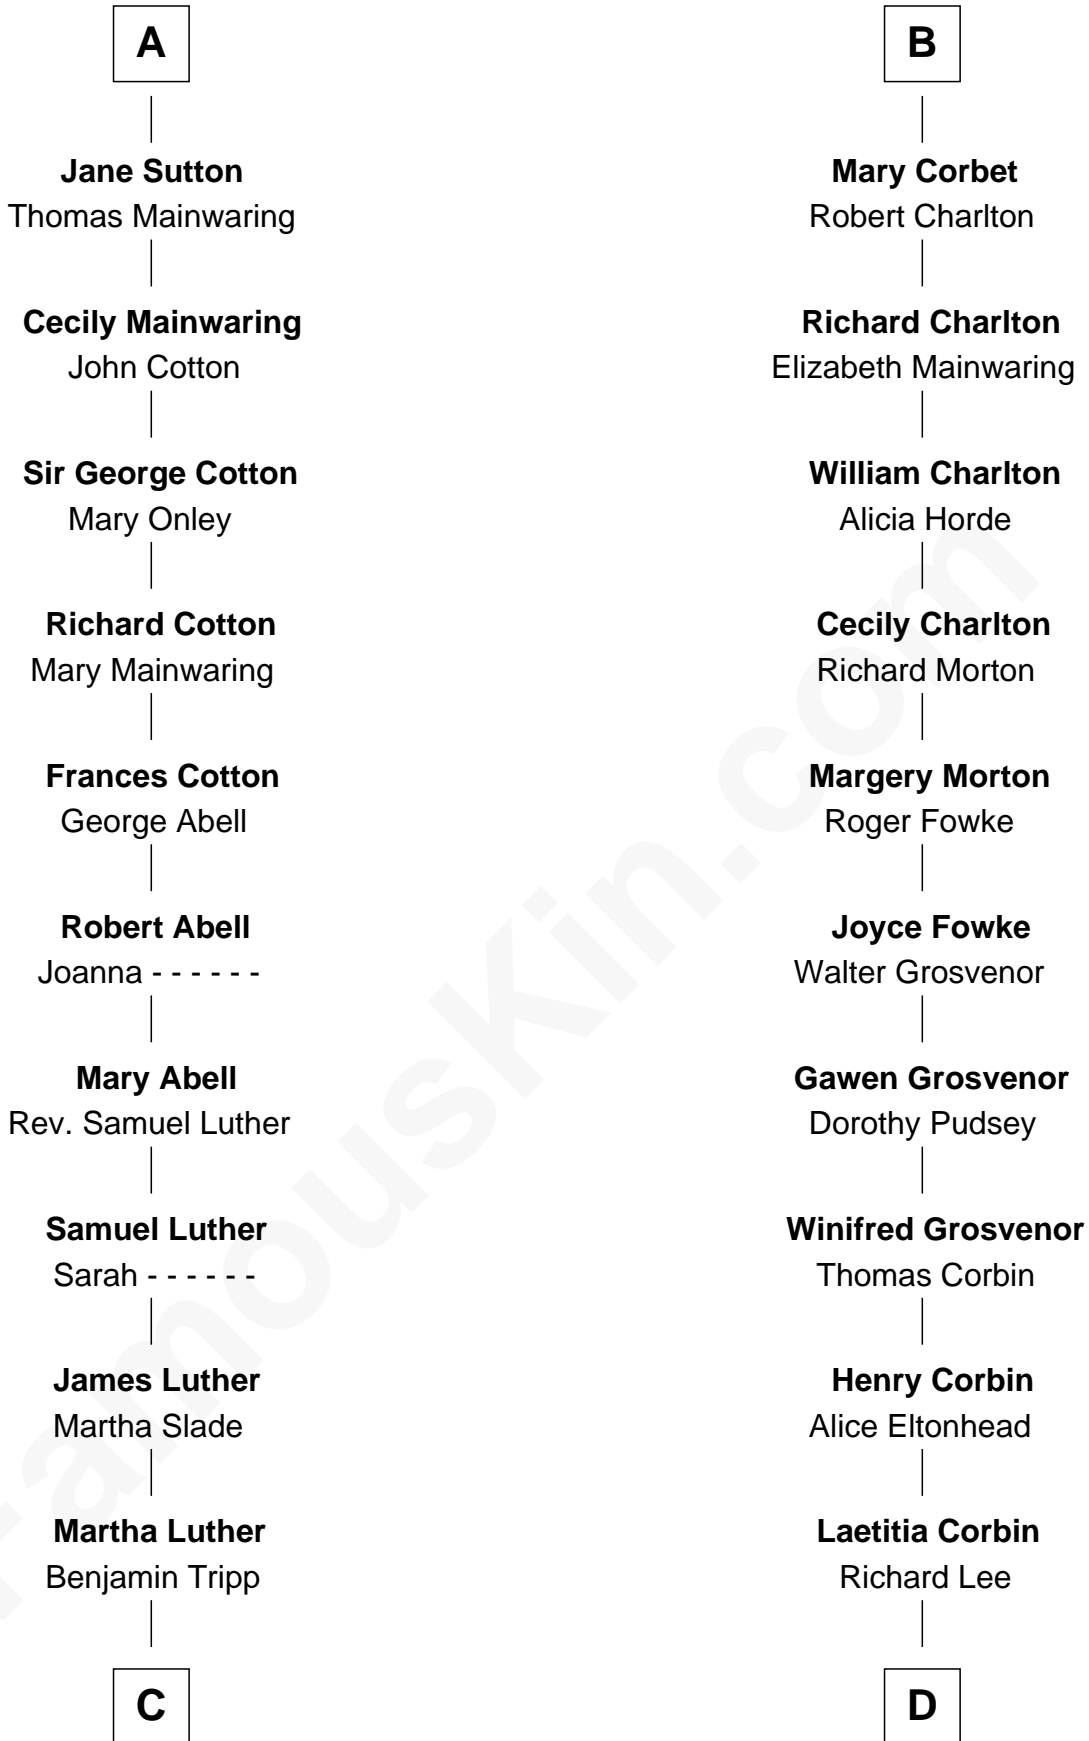 A
Jane Sutton
Thomas Mainwaring
Cecily Mainwaring
John Cotton
Sir George Cotton
Mary Onley
Richard Cotton
Mary Mainwaring
Frances Cotton
George Abell
Robert Abell
Joanna - - - - - -
Mary Abell
Rev. Samuel Luther
Samuel Luther
Sarah - - - - - -
James Luther
Martha Slade
Martha Luther
Benjamin Tripp
C
B
Mary Corbet
Robert Charlton
Richard Charlton
Elizabeth Mainwaring
William Charlton
Alicia Horde
Cecily Charlton
Richard Morton
Margery Morton
Roger Fowke
Joyce Fowke
Walter Grosvenor
Gawen Grosvenor
Dorothy Pudsey
Winifred Grosvenor
Thomas Corbin
Henry Corbin
Alice Eltonhead
Laetitia Corbin
Richard Lee
D
FamousKin.com